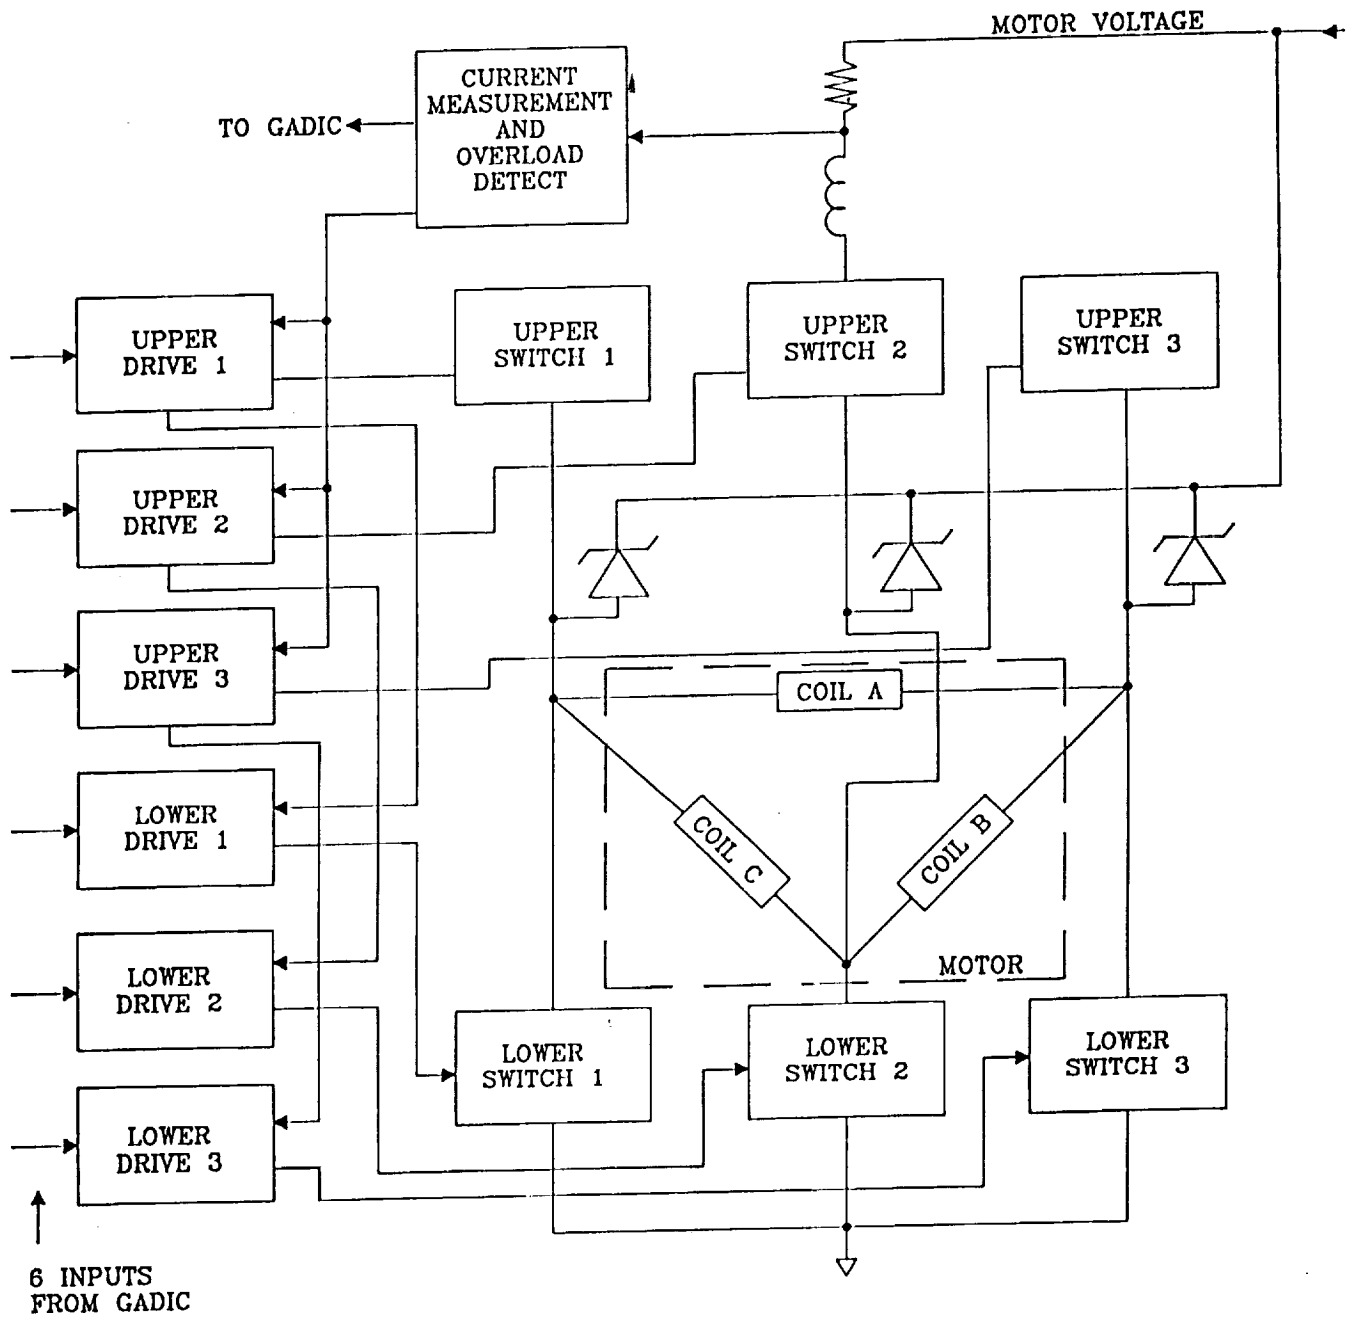 MOTOR VOLTAGE
CURRENT
MEASUREMENT
AND
OVERLOAD
DETECT
TO GADIC
UPPER
DRIVE 1
UPPER
SWITCH 1
UPPER
SWITCH 2
UPPER
SWITCH 3
UPPER
DRIVE 2
UPPER
DRIVE 3
COIL A
LOWER
DRIVE 1
COIL C
COIL B
LOWER
DRIVE 2
MOTOR
LOWER
SWITCH 1
LOWER
SWITCH 2
LOWER
SWITCH 3
LOWER
DRIVE 3
6 INPUTS
FROM GADIC